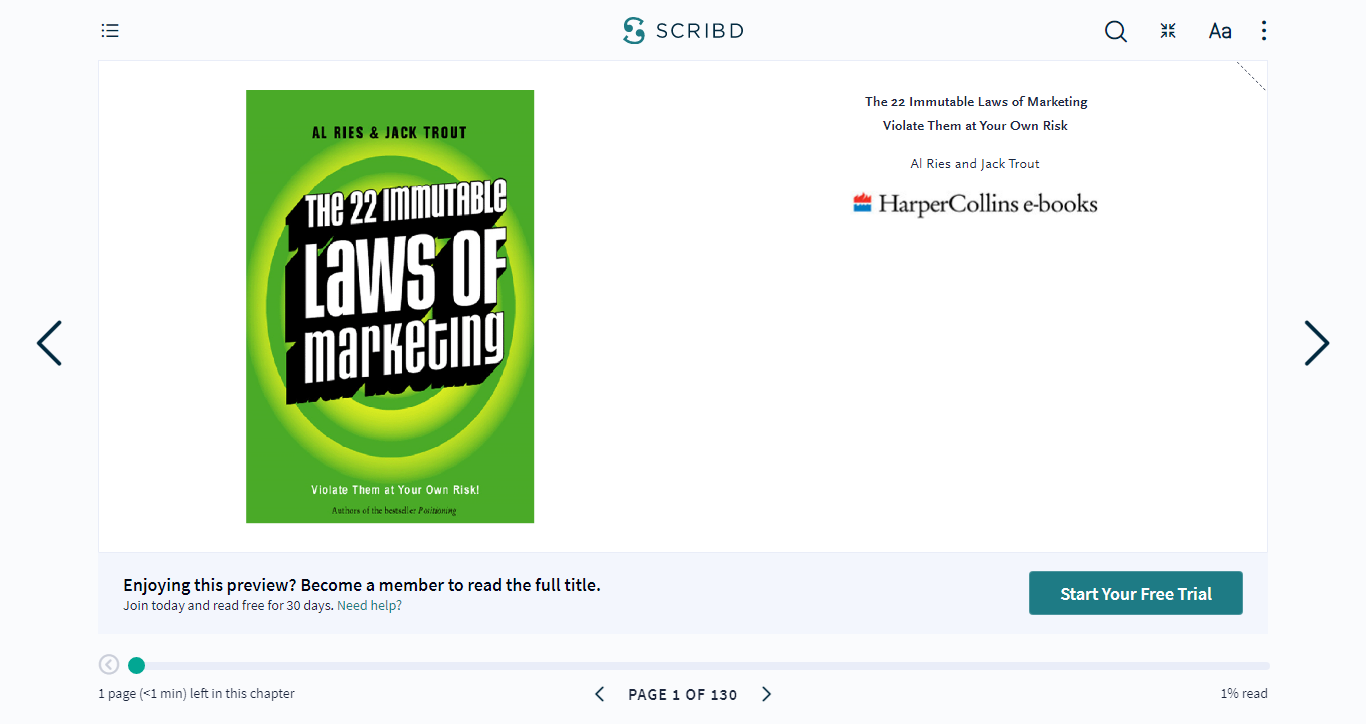 SCRIBD
Aa
AL RIES & JACK TROUT
THE 22 IMMUTABLE
LAWS OF
marketing
Violate Them at Your Own Risk!
Authors of the bestseller Positioning
The 22 Immutable Laws of Marketing
Violate Them at Your Own Risk
Al Ries and Jack Trout
HarperCollins e-books
Enjoying this preview? Become a member to read the full title.
Join today and read free for 30 days. Need help?
Start Your Free Trial
1 page (<1 min) left in this chapter
PAGE 1 OF 130
1% read